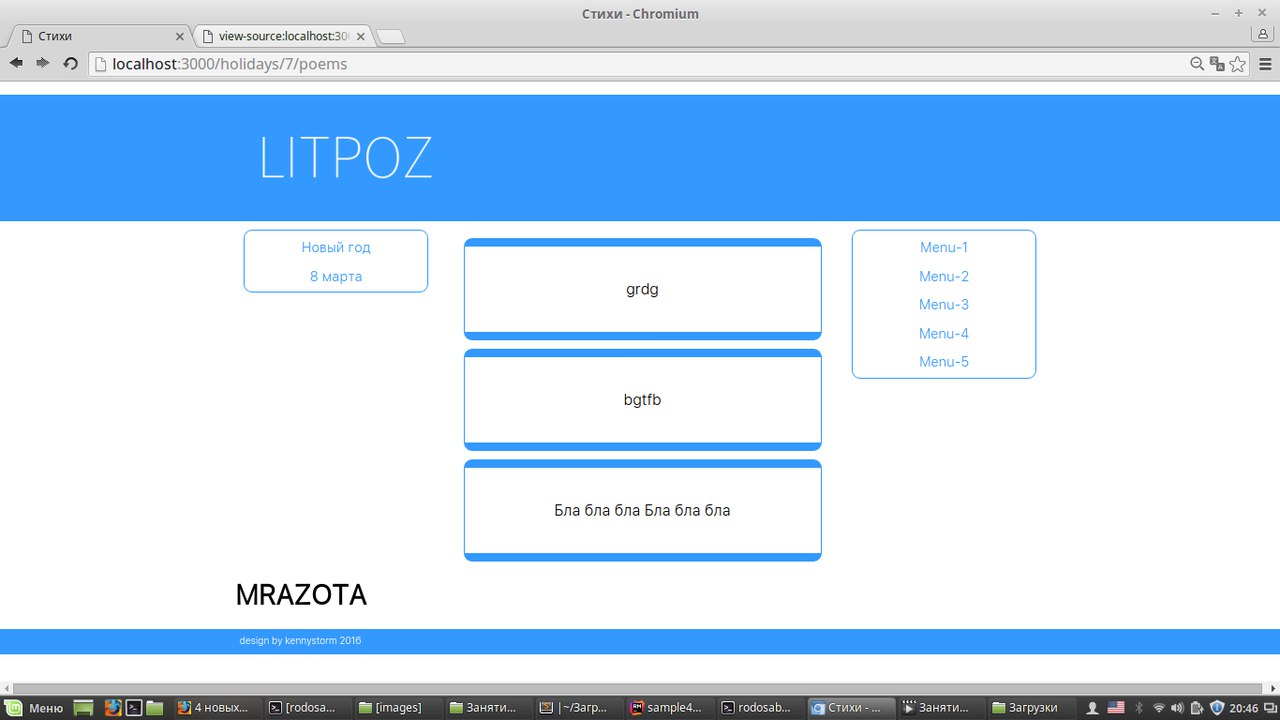 Стихи - Chromium
Стихи
view-source:localhost:30
localhost:3000/holidays/7/poems
LITPOZ
Новый год
8 марта
grdg
bgtfb
Бла бла бла Бла бла бла
Menu-1
Menu-2
Menu-3
Menu-4
Menu-5
MRAZOTA
design by kennystorm 2016
Меню
4 новых...
[rodosa...
[images]
Заняти...
~/Загр...
sample4...
rodosab...
Стихи - ...
Заняти...
Загрузки
20:46